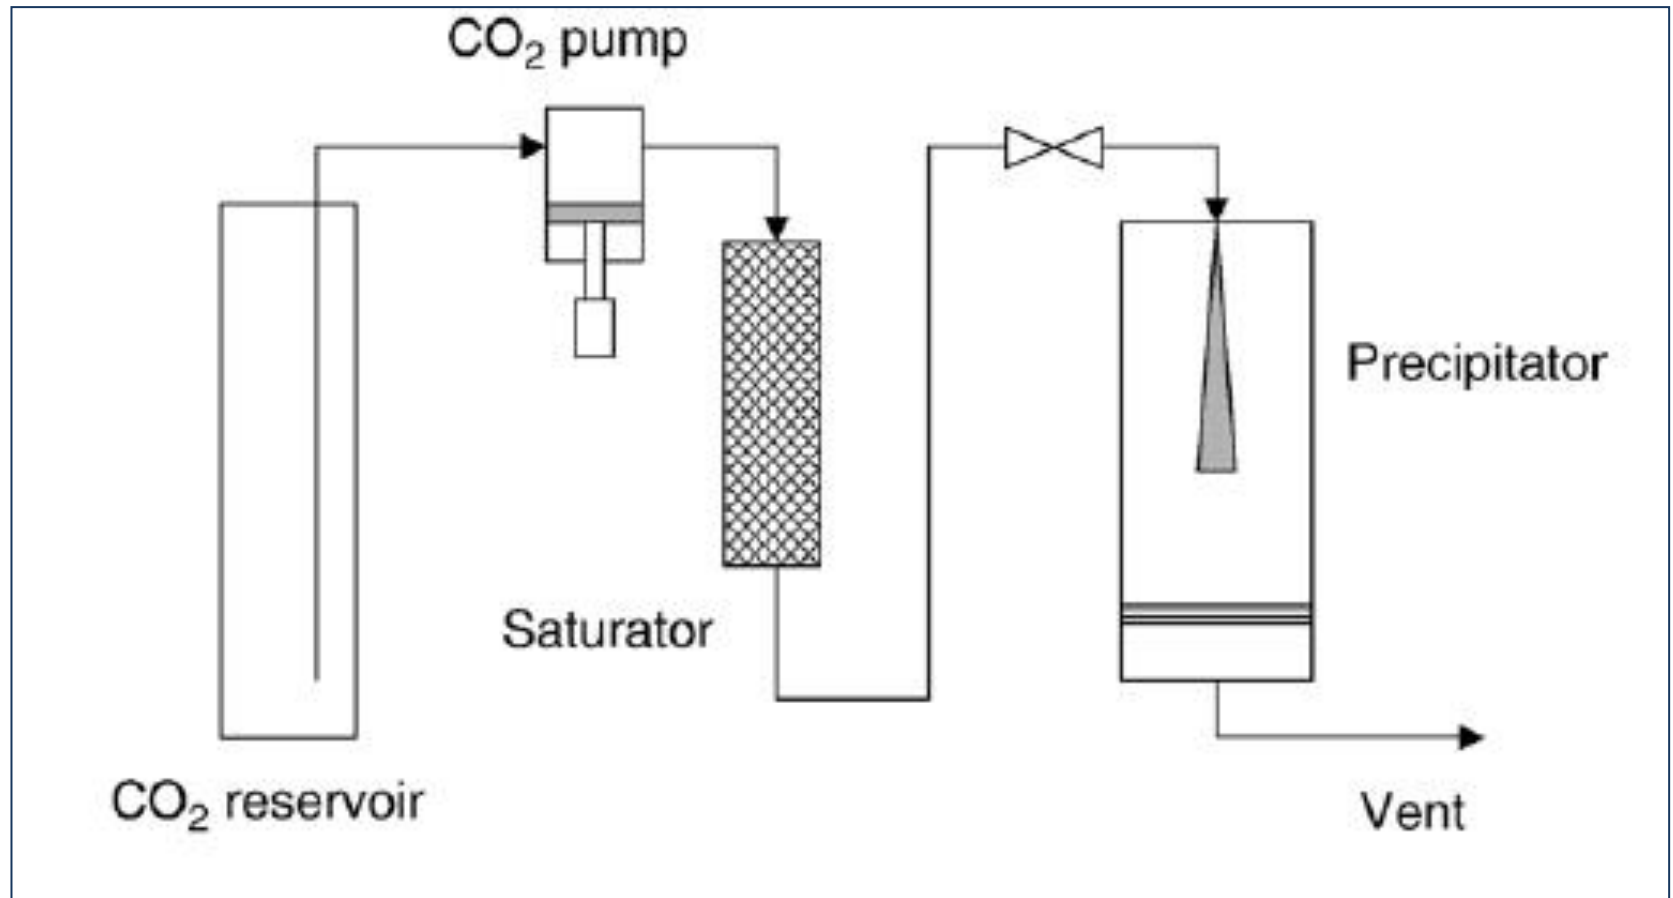 CO₂ pump
Precipitator
Saturator
CO₂ reservoir
Vent